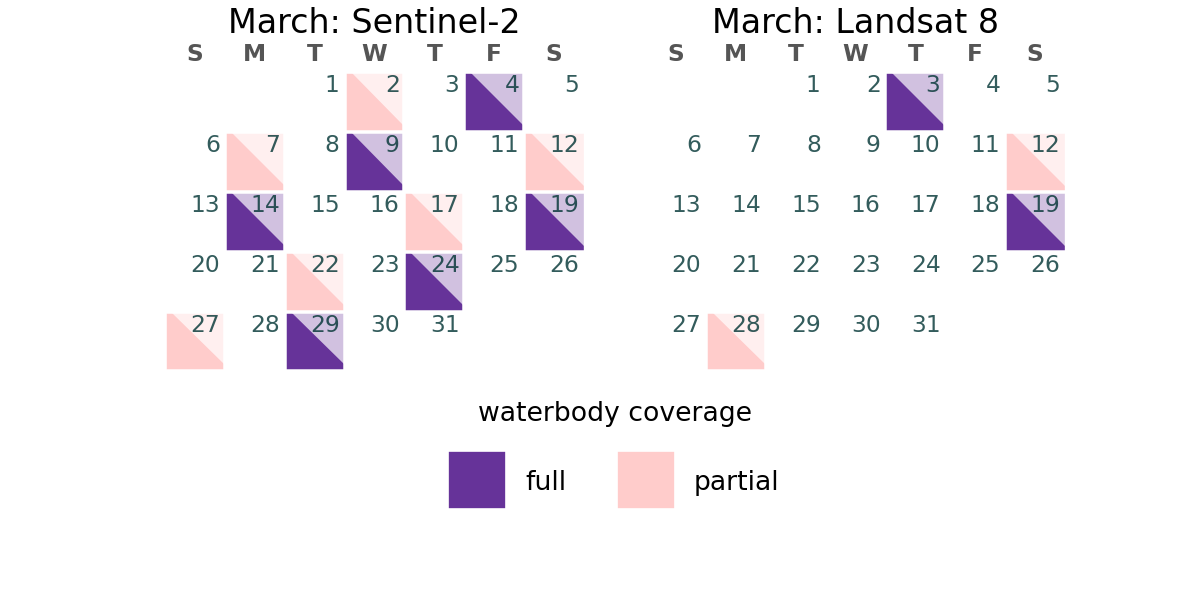 March: Sentinel-2
S M T W T F S
1 2 3 4 5
6 7 8 9 10 11 12
13 14 15 16 17 18 19
20 21 22 23 24 25 26
27 28 29 30 31
March: Landsat 8
S M T W T F S
1 2 3 4 5
6 7 8 9 10 11 12
13 14 15 16 17 18 19
20 21 22 23 24 25 26
27 28 29 30 31
waterbody coverage
full
partial